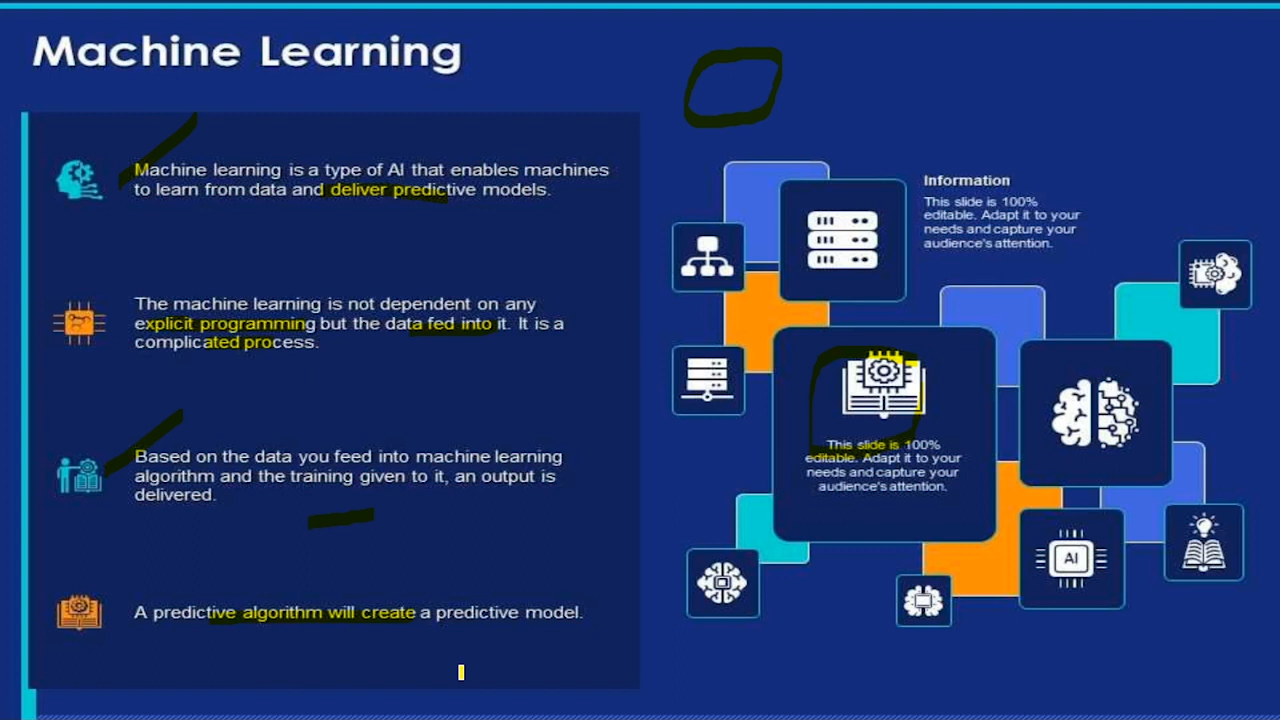 Machine Learning
Machine learning is a type of AI that enables machines
to learn from data and deliver predictive models.
The machine learning is not dependent on any
explicit programming but the data fed into it. It is a
complicated process.
Based on the data you feed into machine learning
algorithm and the training given to it, an output is
delivered.
A predictive algorithm will create a predictive model.
Information
This slide is 100%
editable. Adapt it to your
needs and capture your
audience's attention.
This slide is 100%
editable. Adapt it to your
needs and capture your
audience's attention.
AI